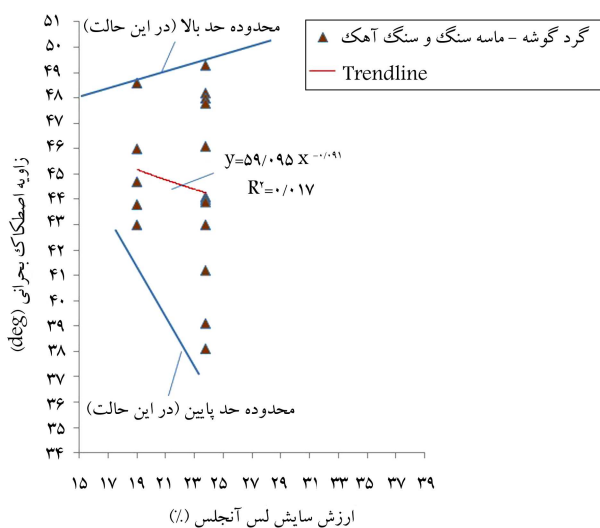 گرد گوشه – ماسه سنگ و سنگ آهک
Trendline
محدوده حد بالا (در این حالت)
y=۵۹/۰۹۵ x ^-۰/۰۹۱
R^۲=۰/۰۱۷
محدوده حد پایین (در این حالت)
زاویه اصطکاک بحرانی (deg)
۵۱
۵۰
۴۹
۴۸
۴۷
۴۶
۴۵
۴۴
۴۳
۴۲
۴۱
۴۰
۳۹
۳۸
۳۷
۳۶
۳۵
۳۴
۱۵ ۱۷ ۱۹ ۲۱ ۲۳ ۲۵ ۲۷ ۲۹ ۳۱ ۳۳ ۳۵ ۳۷ ۳۹
ارزش سایش لس آنجلس (٪)